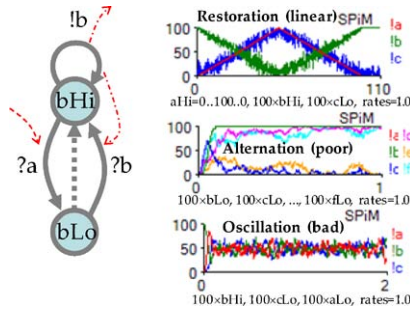 !b
bHi
?a
?b
bLo
Restoration (linear)
SPiM
100
50
0
0
110
!a
!b
!c
aHi=0..100..0, 100×bHi, 100×cLo, rates=1.0
SPiM
100
50
0
Alternation (poor)
0
1
!a
!b
!c
100×bLo, 100×cLo, ..., 100×fLo, rates=1.0
Oscillation (bad)
SPiM
100
50
0
0
2
!a
!b
!c
100×bHi, 100×cLo, 100×aLo, rates=1.0